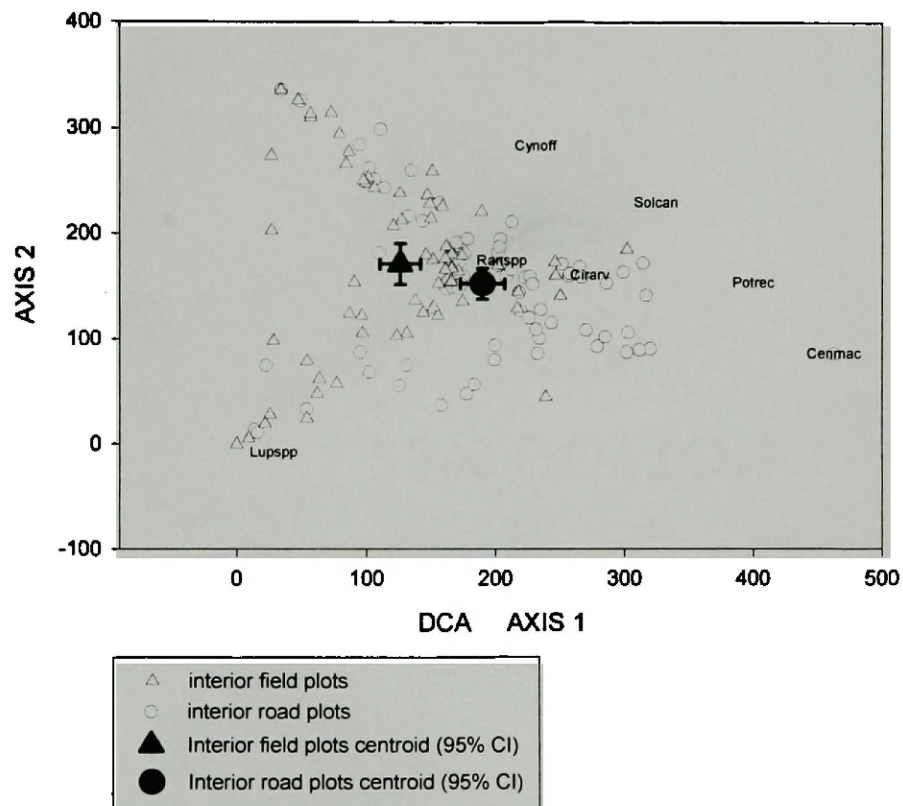 400
300
200
100
0
-100
AXIS 2
Cynoff
Solcan
Ranspp
Cirarv
Potrec
Cenmac
Lupspp
0 100 200 300 400 500
DCA AXIS 1
interior field plots
interior road plots
Interior field plots centroid (95% CI)
Interior road plots centroid (95% CI)